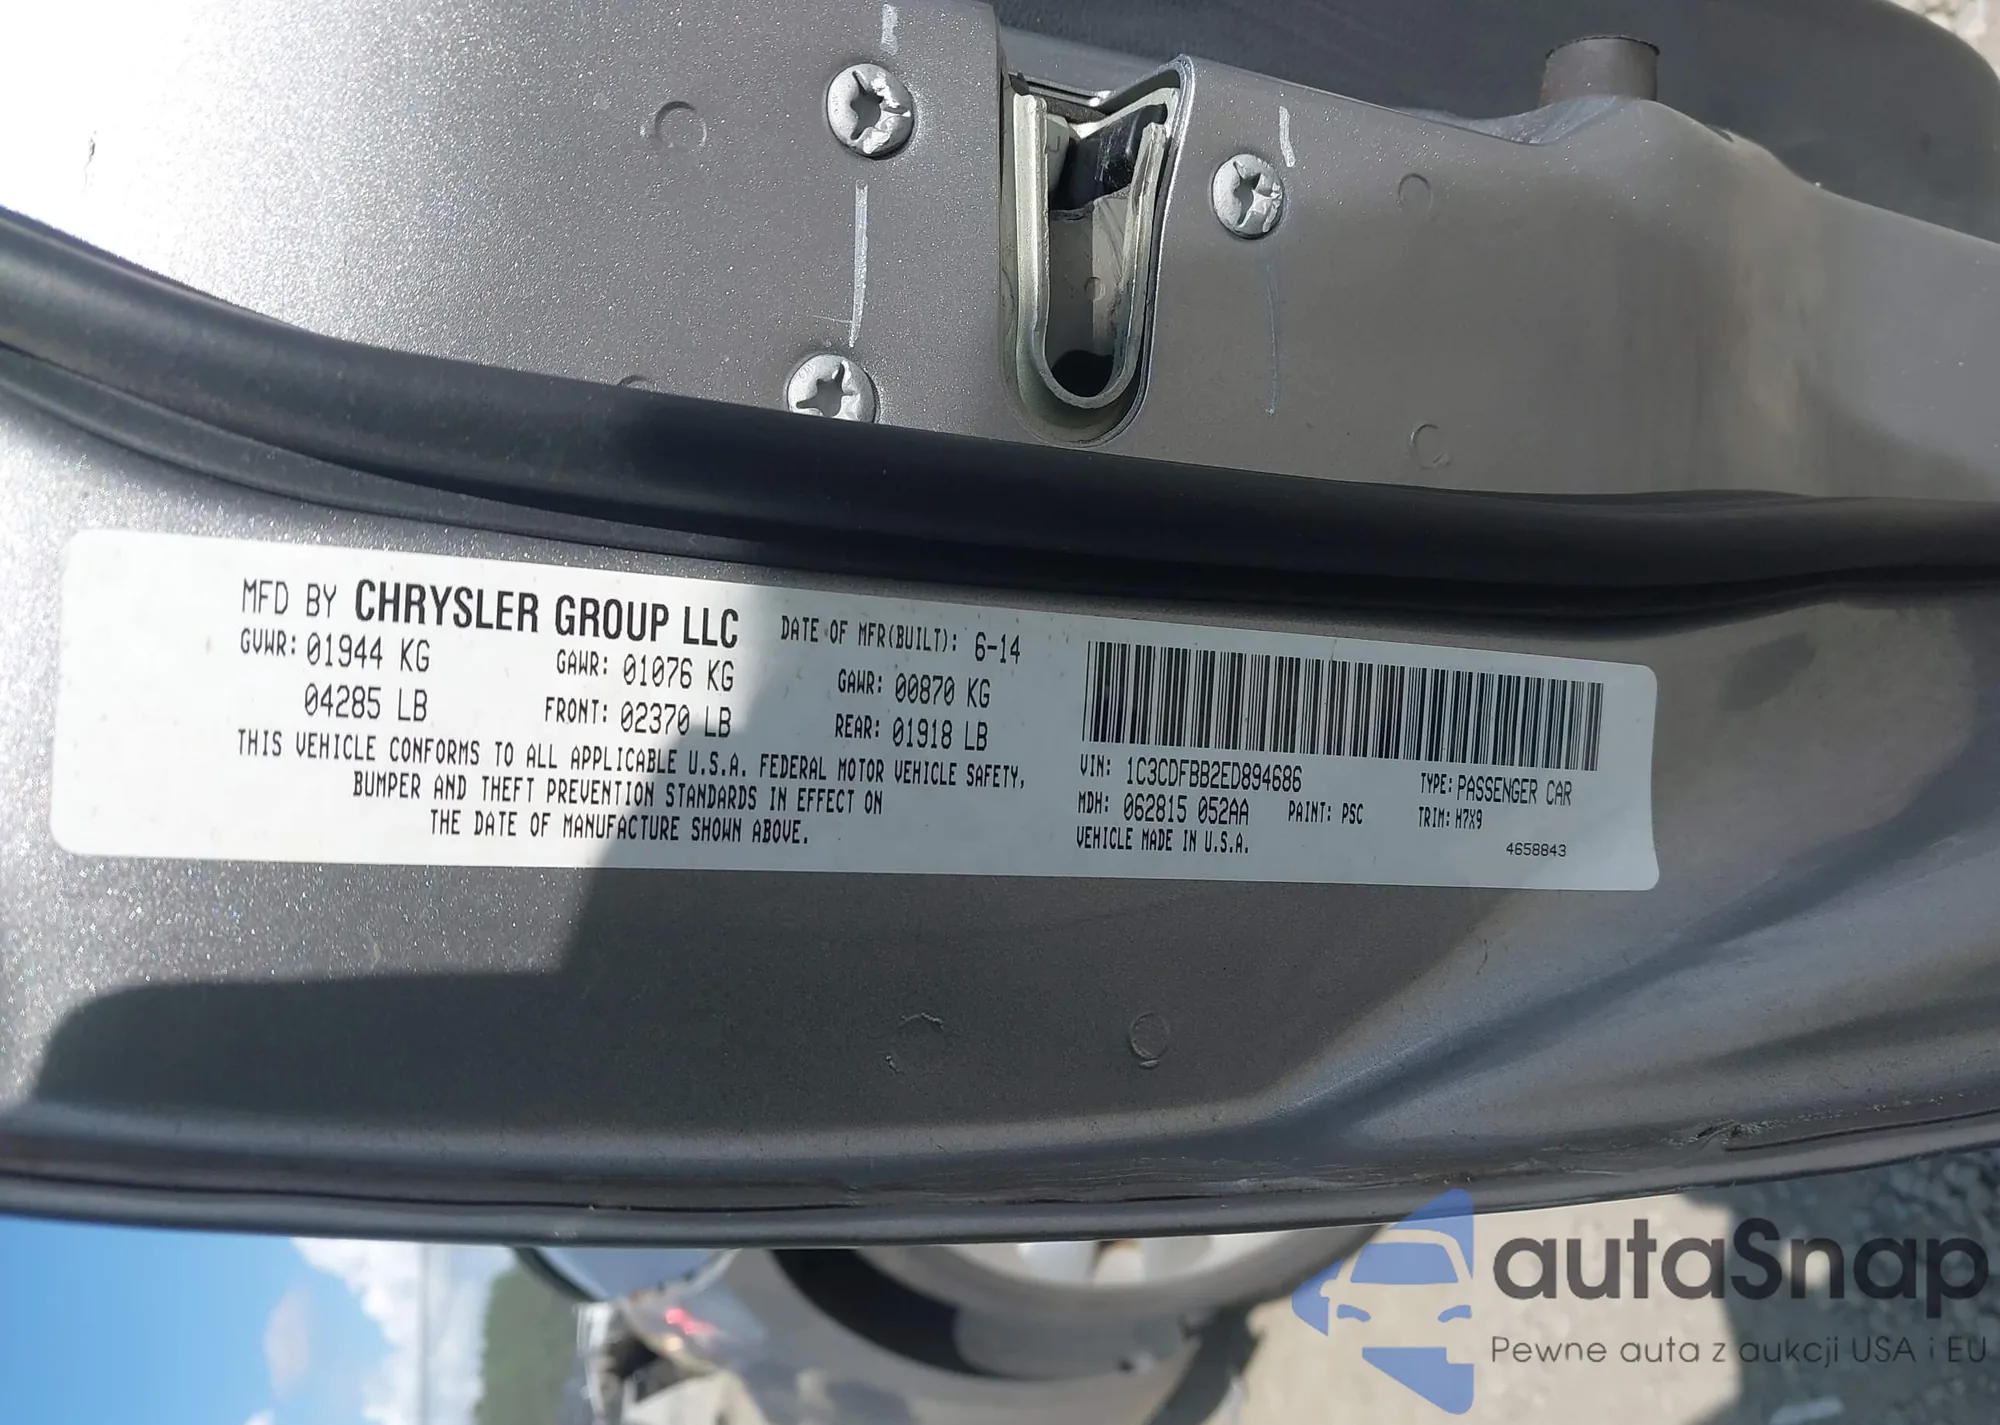 MFD BY CHRYSLER GROUP LLC DATE OF MFR(BUILT): 6-14
GVWR: 01944 KG GAWR: 01076 KG GAWR: 00870 KG
04285 LB FRONT: 02370 LB REAR: 01918 LB
THIS VEHICLE CONFORMS TO ALL APPLICABLE U.S.A. FEDERAL MOTOR VEHICLE SAFETY,
BUMPER AND THEFT PREVENTION STANDARDS IN EFFECT ON
THE DATE OF MANUFACTURE SHOWN ABOVE.
VIN: 1C3CDFBB2ED894686 TYPE: PASSENGER CAR
MDH: 062815 052AA PAINT: PSC TRIM: H7X9
VEHICLE MADE IN U.S.A. 4658843
autaSnap
Pewne auta z aukcji USA i EU